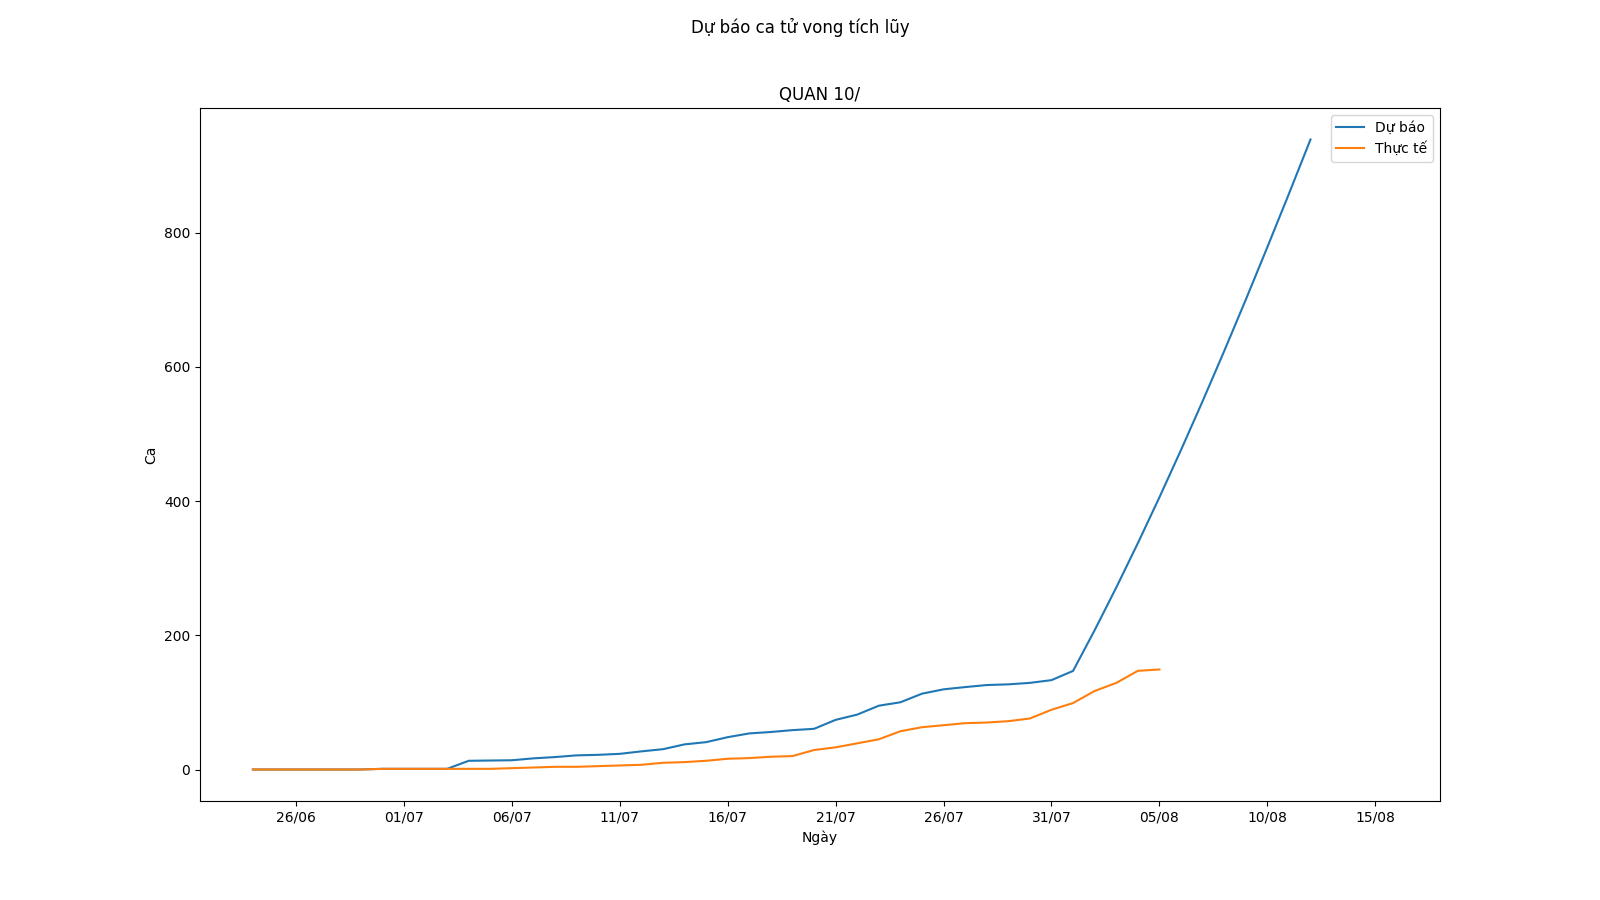 Dự báo ca tử vong tích lũy
QUAN 10/
Dự báo
Thực tế
800
600
400
200
0
Ca
26/06 01/07 06/07 11/07 16/07 21/07 26/07 31/07 05/08 10/08 15/08
Ngày